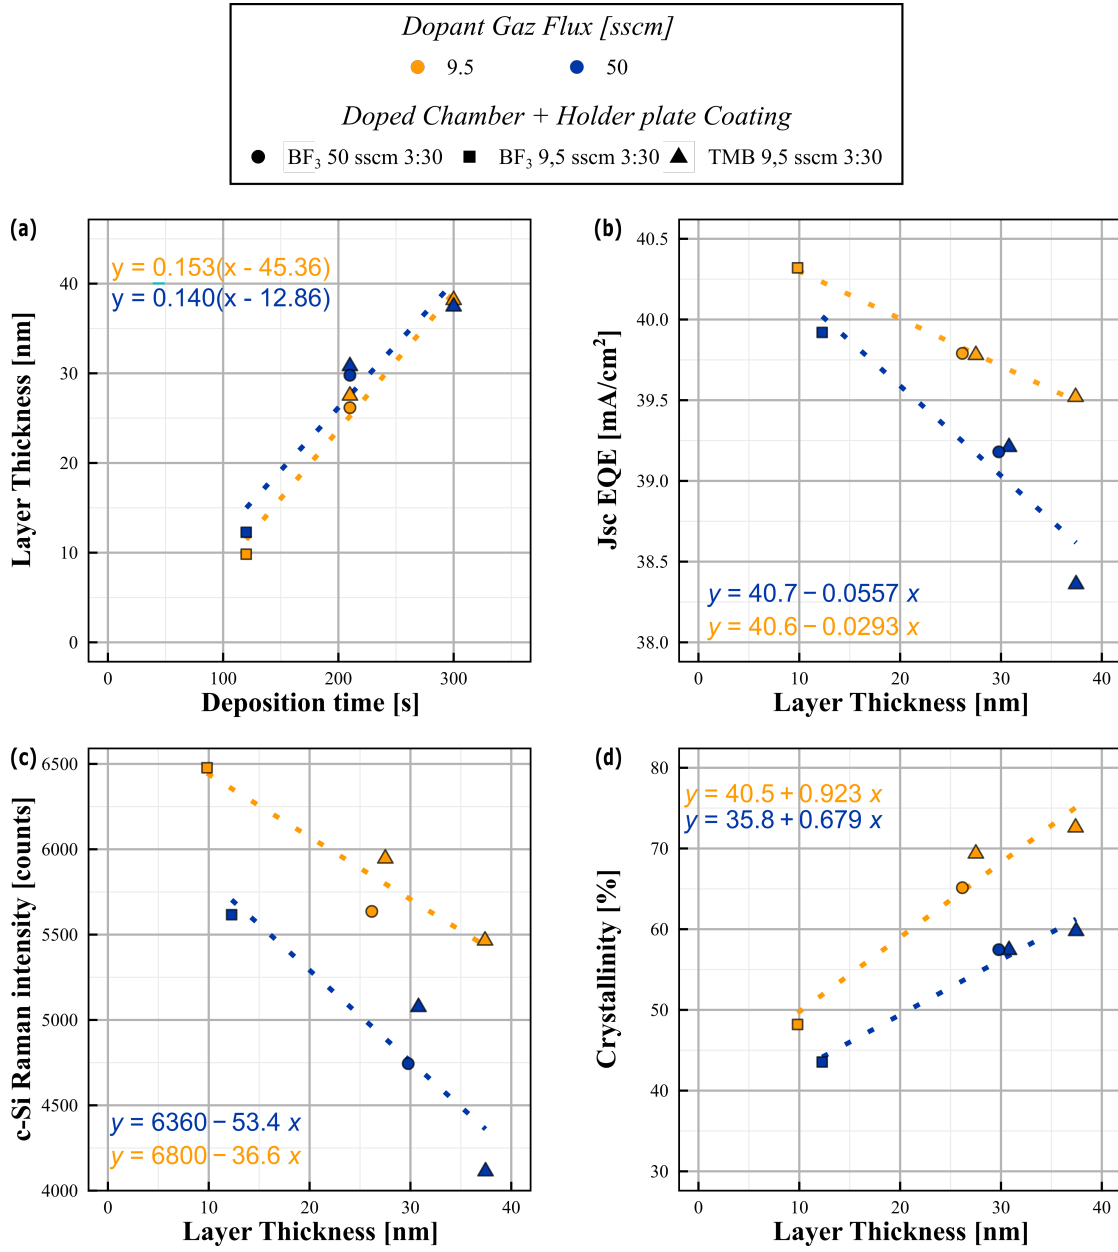 Dopant Gaz Flux [sscm]
9.5 50
Doped Chamber + Holder plate Coating
BF3 50 sscm 3:30 BF3 9,5 sscm 3:30 TMB 9,5 sscm 3:30
(a)
y = 0.153(x - 45.36)
y = 0.140(x - 12.86)
40
30
20
10
0
Layer Thickness [nm]
0 100 200 300
Deposition time [s]
(b)
40.5
40.0
39.5
39.0
38.5
38.0
Jsc EQE [mA/cm²]
y = 40.7 − 0.0557 x
y = 40.6 − 0.0293 x
0 10 20 30 40
Layer Thickness [nm]
(c)
6500
6000
5500
5000
4500
4000
c-Si Raman intensity [counts]
y = 6360 − 53.4 x
y = 6800 − 36.6 x
0 10 20 30 40
Layer Thickness [nm]
(d)
80
70
60
50
40
30
Crystallinity [%]
y = 40.5 + 0.923 x
y = 35.8 + 0.679 x
0 10 20 30 40
Layer Thickness [nm]